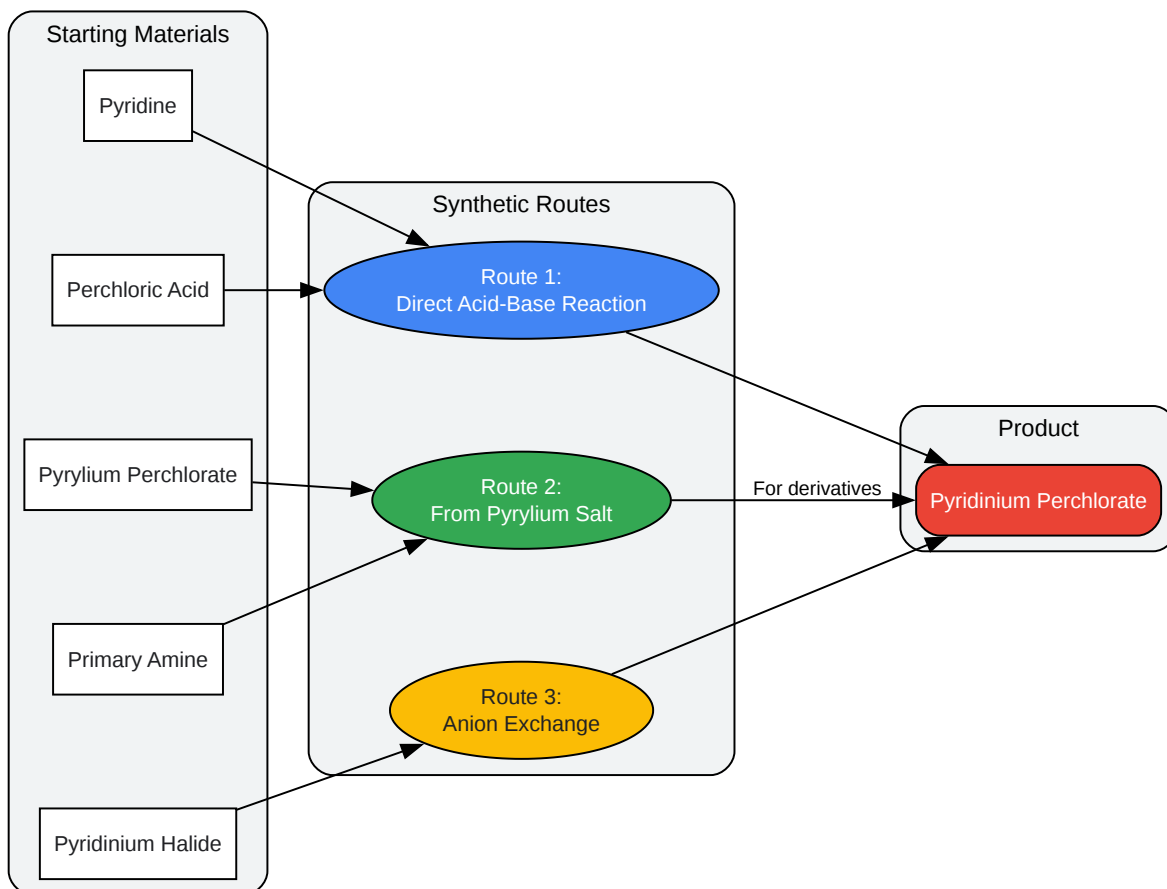 Starting Materials
Pyridine
Perchloric Acid
Pyrylium Perchlorate
Primary Amine
Pyridinium Halide
Synthetic Routes
Route 1:
Direct Acid-Base Reaction
Route 2:
From Pyrylium Salt
Route 3:
Anion Exchange
For derivatives
Product
Pyridinium Perchlorate